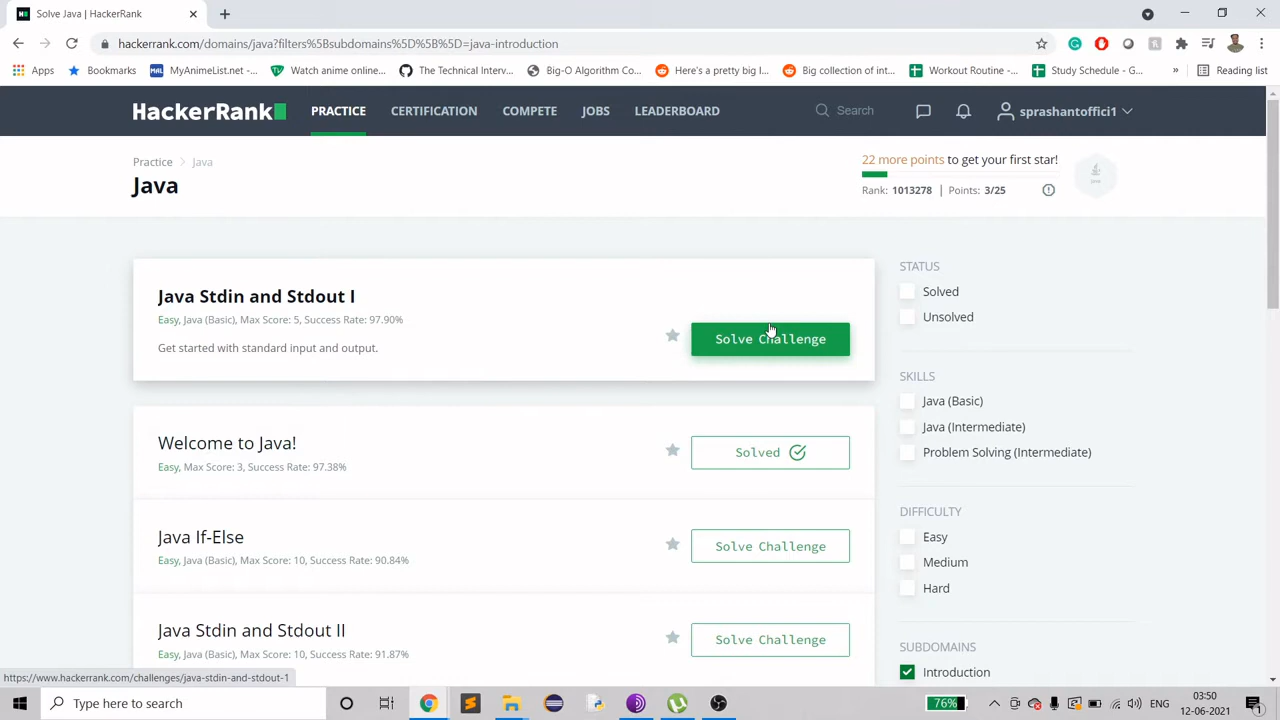 Solve Java | HackerRank
hackerrank.com/domains/java?filters%5Bsubdomains%5D%5B%5D=java-introduction
Apps
Bookmarks
MAL
MyAnimeList.net -...
Watch anime online...
The Technical Interv...
Big-O Algorithm Co...
Here's a pretty big l...
Big collection of int...
Workout Routine -...
Study Schedule - G...
»
Reading list
HackerRank
PRACTICE
CERTIFICATION
COMPETE
JOBS
LEADERBOARD
Search
sprashantoffici1
Practice > Java
Java
22 more points to get your first star!
Rank: 1013278 | Points: 3/25
Java Stdin and Stdout I
Easy, Java (Basic), Max Score: 5, Success Rate: 97.90%
Get started with standard input and output.
Solve Challenge
Welcome to Java!
Easy, Max Score: 3, Success Rate: 97.38%
Solved
Java If-Else
Easy, Java (Basic), Max Score: 10, Success Rate: 90.84%
Solve Challenge
Java Stdin and Stdout II
Easy, Java (Basic), Max Score: 10, Success Rate: 91.87%
Solve Challenge
STATUS
Solved
Unsolved
SKILLS
Java (Basic)
Java (Intermediate)
Problem Solving (Intermediate)
DIFFICULTY
Easy
Medium
Hard
SUBDOMAINS
Introduction
https://www.hackerrank.com/challenges/java-stdin-and-stdout-1
Type here to search
76%
ENG
03:50
12-06-2021